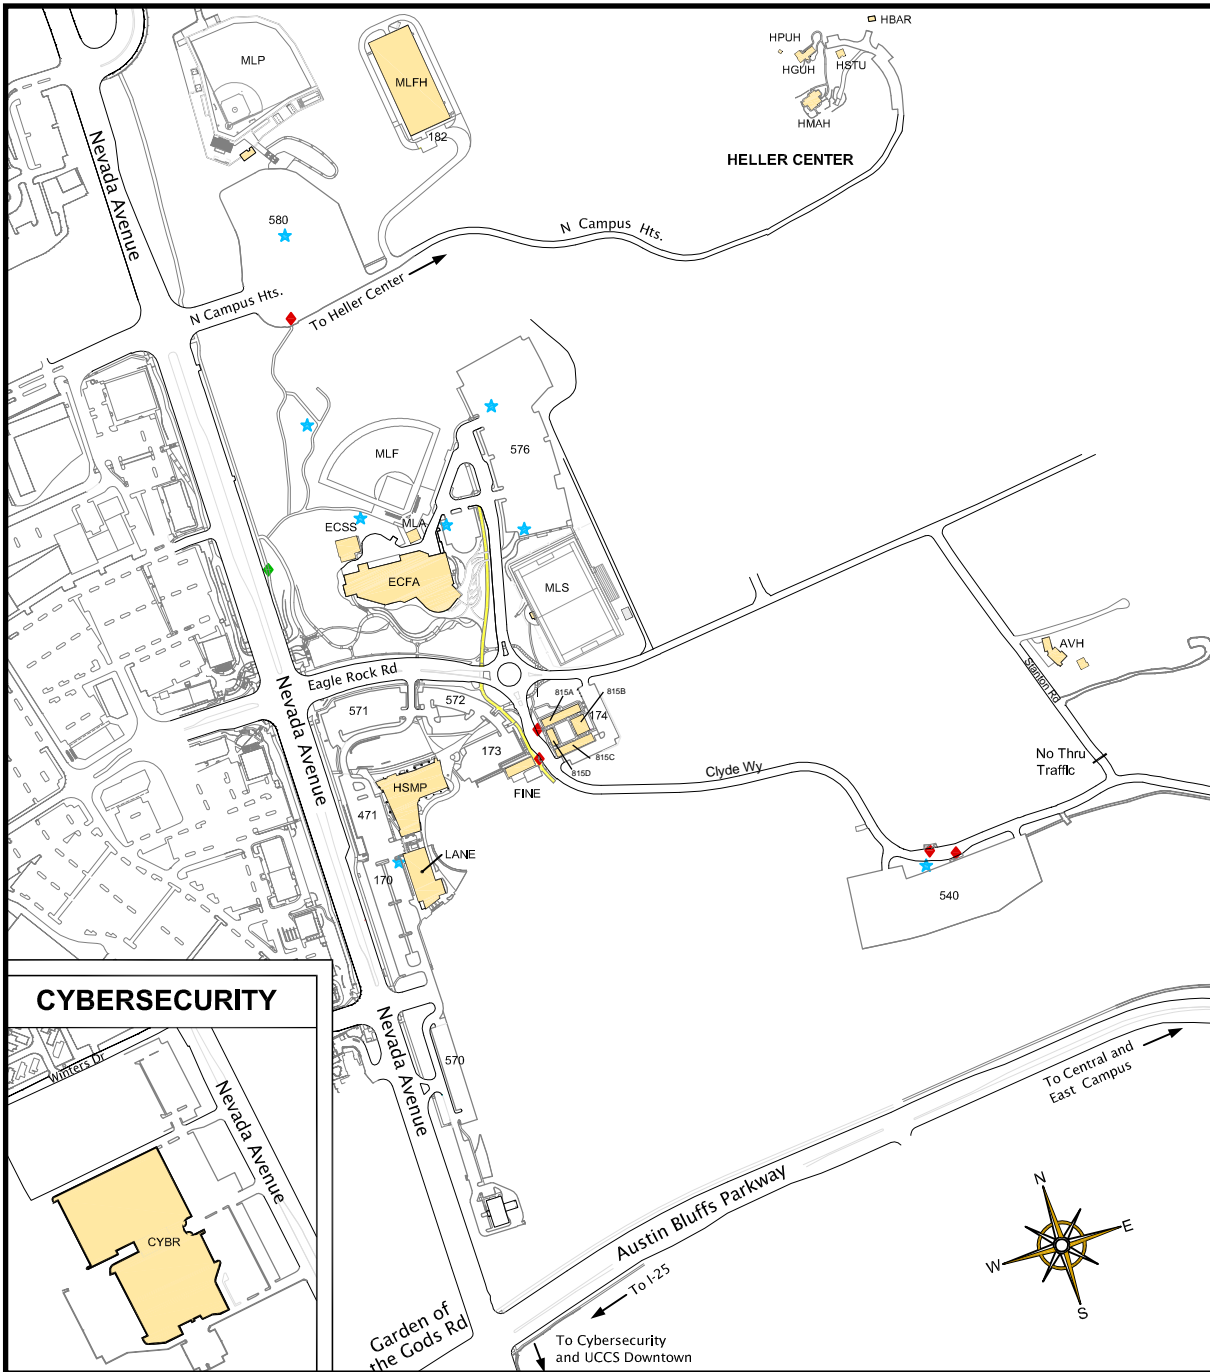 HBAR
HPUH
HGUH
HSTU
HMAH
HELLER CENTER
MLP
MLFH
182
Nevada Avenue
580
N Campus Hts.
N Campus Hts.
To Heller Center
MLF
576
ECSS
MLA
ECFA
MLS
AVH
Stanton Rd
Eagle Rock Rd
Nevada Avenue
571
572
815A
815B
174
173
815C
815D
FINE
Clyde Wy
No Thru
Traffic
HSMP
471
LANE
170
540
CYBERSECURITY
Winters Dr
Nevada Avenue
CYBR
Nevada Avenue
570
To Central and
East Campus
Austin Bluffs Parkway
To I-25
Garden of
the Gods Rd
To Cybersecurity
and UCCS Downtown
N
E
W
S